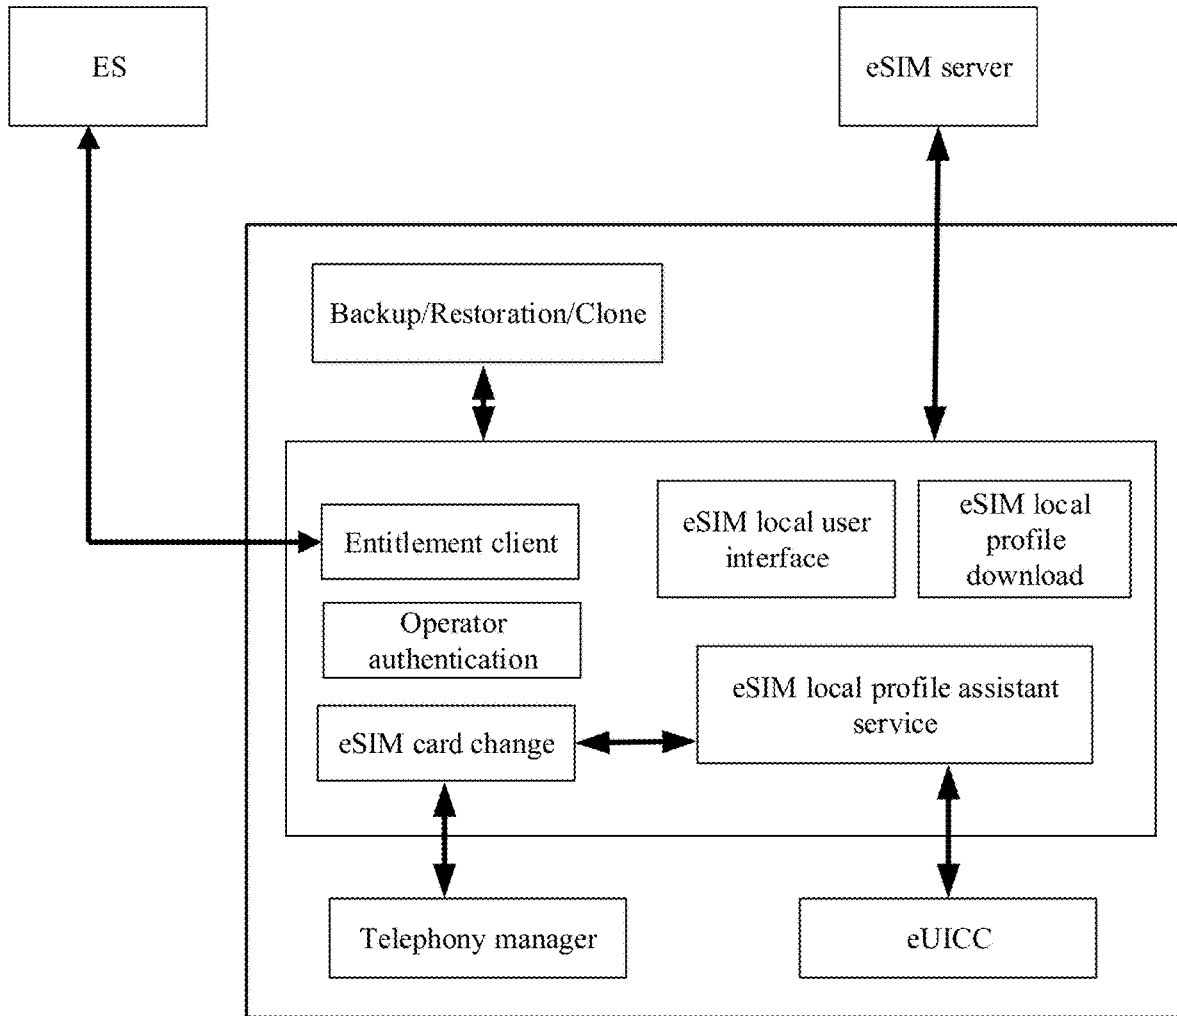 ES
eSIM server
Backup/Restoration/Clone
Entitlement client
eSIM local user
interface
eSIM local
profile
download
Operator
authentication
eSIM local profile assistant
service
eSIM card change
Telephony manager
eUICC